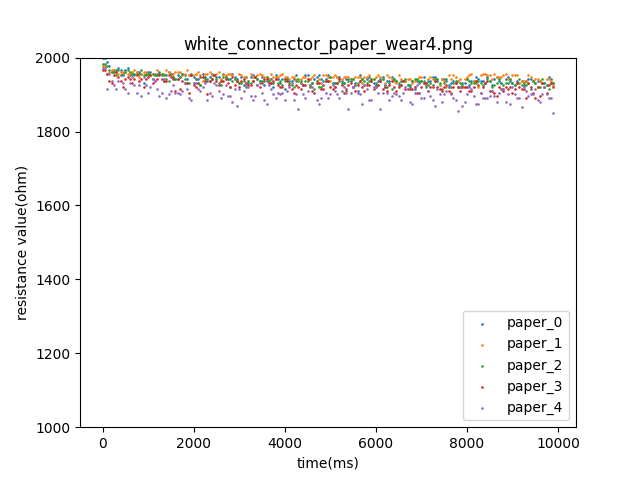 white_connector_paper_wear4.png
resistance value(ohm)
2000
1800
1600
1400
1200
1000
0
2000
4000
6000
8000
10000
time(ms)
paper_0
paper_1
paper_2
paper_3
paper_4